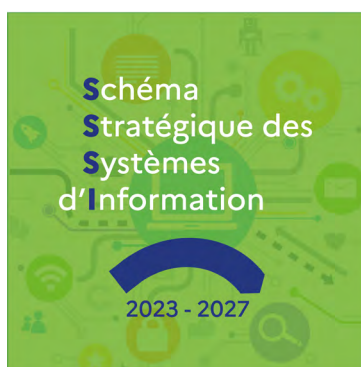 Schéma
Stratégique des
Systèmes
d'Information
2023 - 2027